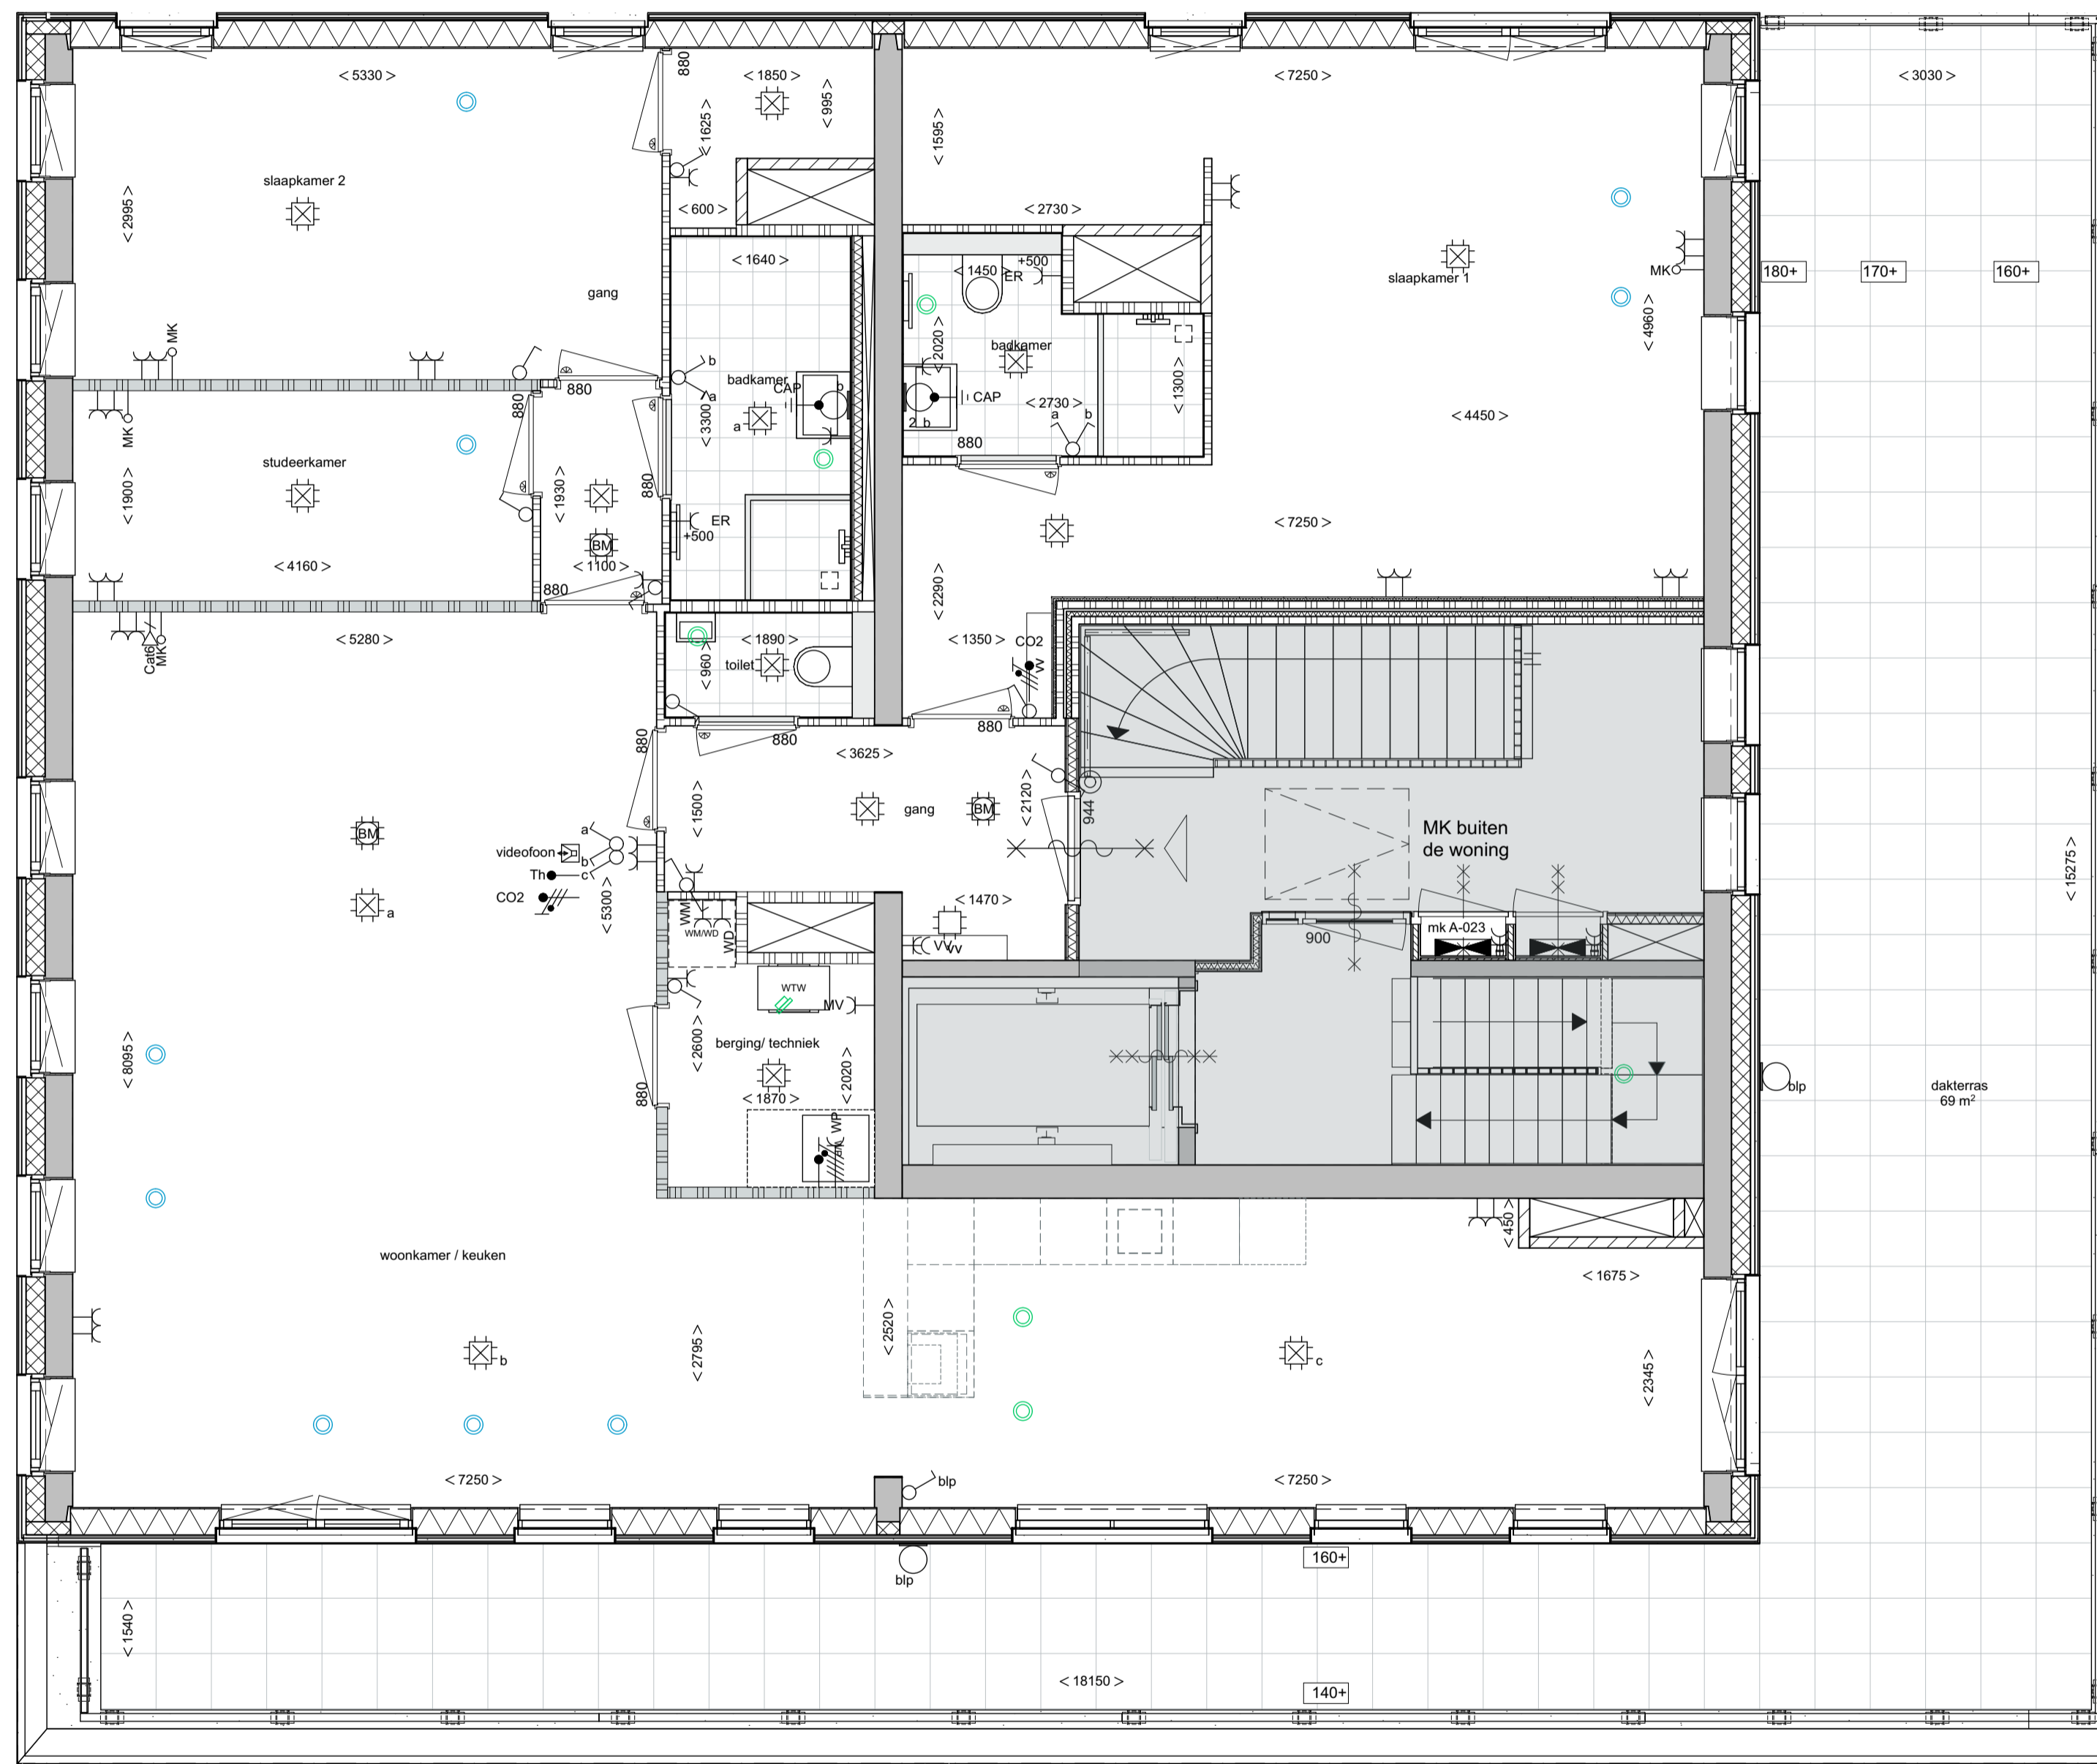 < 5330 >
880
< 1850 >
< 995 >
< 1625 >
< 7250 >
< 3030 >
< 1595 >
slaapkamer 2
< 2995 >
< 600 >
< 2730 >
< 1640 >
gang
< 1450 >
+500
ER
slaapkamer 1
MK
180+
170+
160+
< 4960 >
MK
b
badkamer
CAP
b
a
a
< 3300 >
< 2020 >
badkamer
CAP
2 b
< 2730 >
a b
< 1300 >
880
< 4450 >
880
880
MK
studeerkamer
< 1900 >
< 1930 >
880
ER
+500
BM
< 4160 >
< 1100 >
880
< 7250 >
< 2290 >
Cat6
MK
< 5280 >
< 1890 >
toilet
< 960 >
< 1350 >
CO2
VV
880
880
880
< 3625 >
< 1500 >
gang
BM
< 2120 >
944
MK buiten
de woning
BM
a
videofoon
b
Th
c
CO2
a
< 5300 >
< 15275 >
< 1470 >
VV
VV
900
mk A-023
WM
WM/WD
WD
WTW
MV
< 8095 >
< 2600 >
berging/ techniek
< 2020 >
< 1870 >
880
WP
WP
blp
dakterras
69 m²
woonkamer / keuken
< 450 >
< 1675 >
< 2795 >
< 2520 >
b
c
< 2345 >
< 7250 >
blp
< 7250 >
blp
160+
< 1540 >
< 18150 >
140+